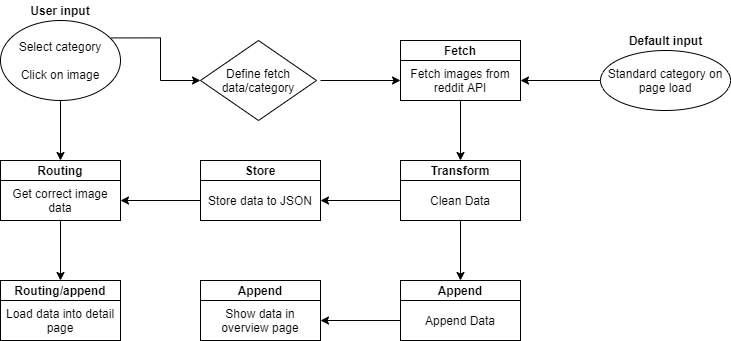 User input
Select category
Click on image
Define fetch
data/category
Fetch
Fetch images from
reddit API
Default input
Standard category on
page load
Routing
Get correct image
data
Store
Store data to JSON
Transform
Clean Data
Routing/append
Load data into detail
page
Append
Show data in
overview page
Append
Append Data